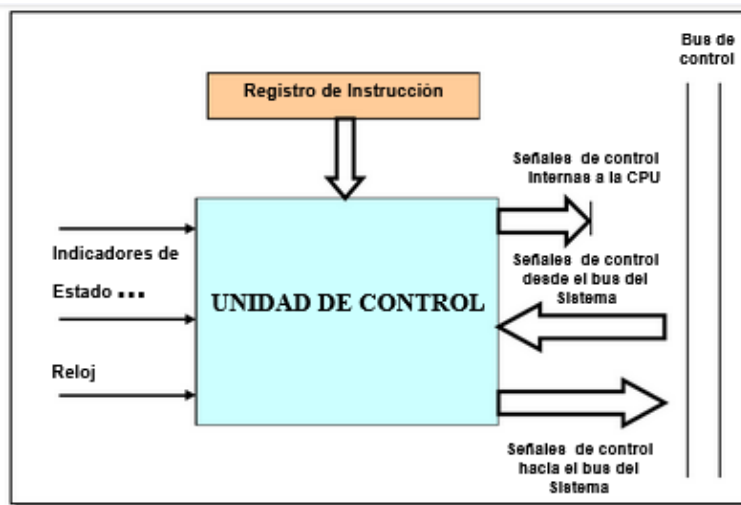 Bus de
control
Registro de Instrucción
Señales de control
Internas a la CPU
Indicadores de
Estado ...
Señales de control
desde el bus del
Sistema
UNIDAD DE CONTROL
Reloj
Señales de control
hacia el bus del
Sistema